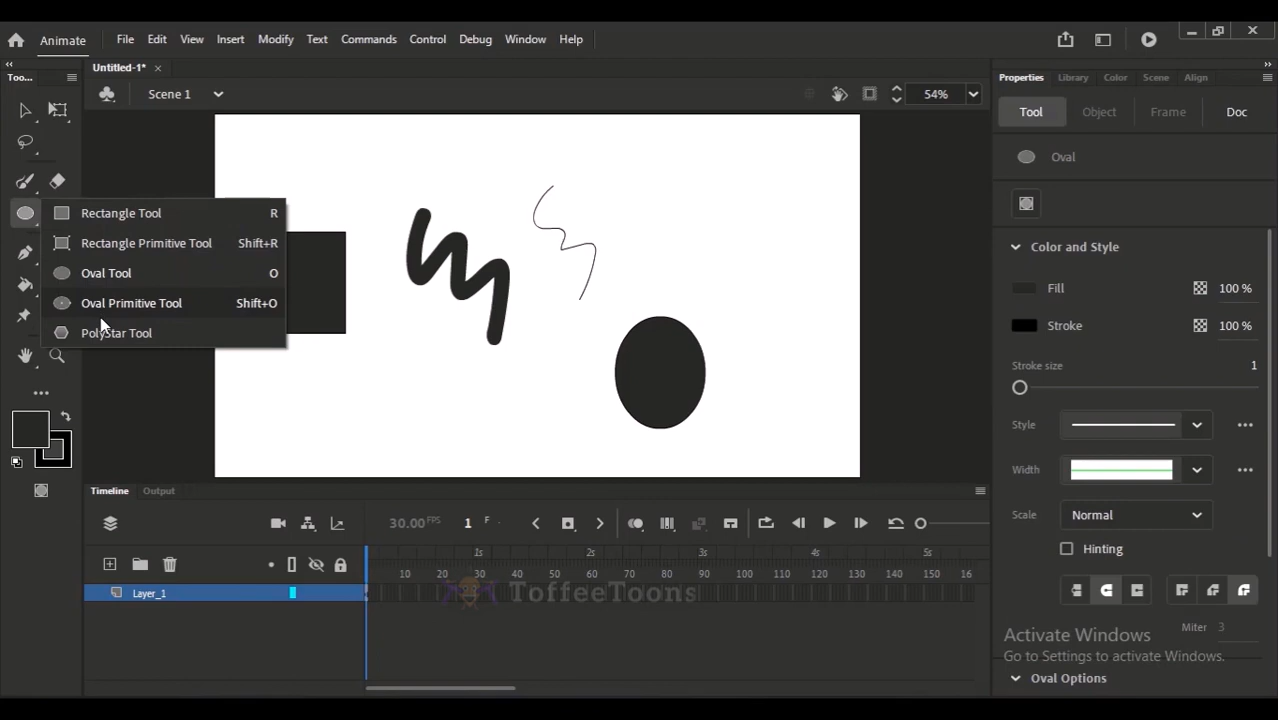 Animate File Edit View Insert Modify Text Commands Control Debug Window Help
Too... Untitled-1* × Properties Library Color Scene Align
Scene 1 54%
Tool Object Frame Doc
Oval
Rectangle Tool R
Rectangle Primitive Tool Shift+R
Oval Tool O
Oval Primitive Tool Shift+O
PolyStar Tool
Color and Style
Fill 100 %
Stroke 100 %
Stroke size 1
Style
Width
Scale Normal
Hinting
Miter 3
Oval Options
Timeline Output
30.00 FPS 1 F
1s 2s 3s 4s 5s
10 20 30 40 50 60 70 80 90 100 110 120 130 140 150 16
Layer_1
ToffeeToons
Activate Windows
Go to Settings to activate Windows.